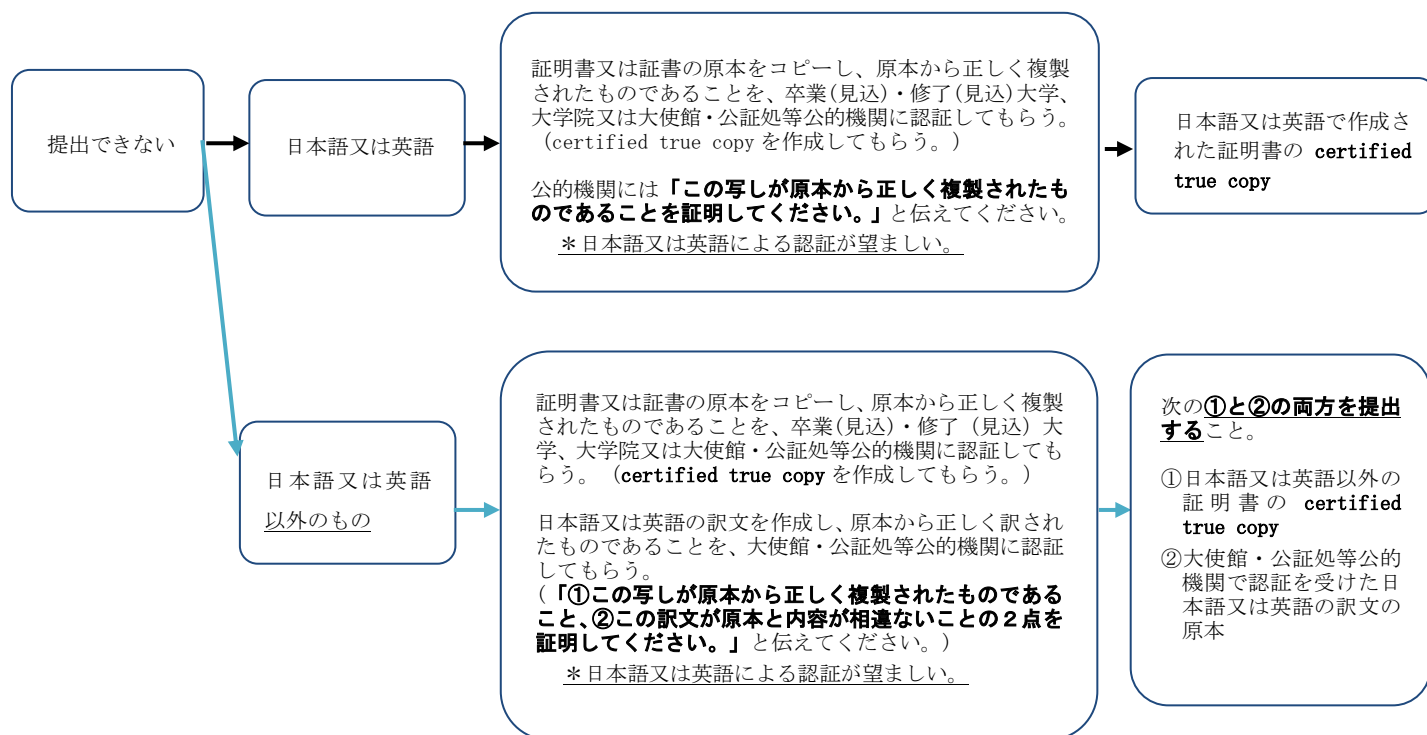 提出できない
日本語又は英語
証明書又は証書の原本をコピーし、原本から正しく複製
されたものであることを、卒業(見込)・修了(見込)大学、
大学院又は大使館・公証処等公的機関に認証してもらう。
(certified true copy を作成してもらう。)
公的機関には「この写しが原本から正しく複製されたも
のであることを証明してください。」と伝えてください。
＊日本語又は英語による認証が望ましい。
日本語又は英語で作成さ
れた証明書の certified
true copy
日本語又は英語
以外のもの
証明書又は証書の原本をコピーし、原本から正しく複製
されたものであることを、卒業(見込)・修了（見込）大
学、大学院又は大使館・公証処等公的機関に認証しても
らう。（certified true copy を作成してもらう。）
日本語又は英語の訳文を作成し、原本から正しく訳され
たものであることを、大使館・公証処等公的機関に認証
してもらう。
(「①この写しが原本から正しく複製されたものである
こと、②この訳文が原本と内容が相違ないことの２点を
証明してください。」と伝えてください。)
＊日本語又は英語による認証が望ましい。
次の①と②の両方を提出
すること。
①日本語又は英語以外の
証明書の certified
true copy
②大使館・公証処等公的
機関で認証を受けた日
本語又は英語の訳文の
原本